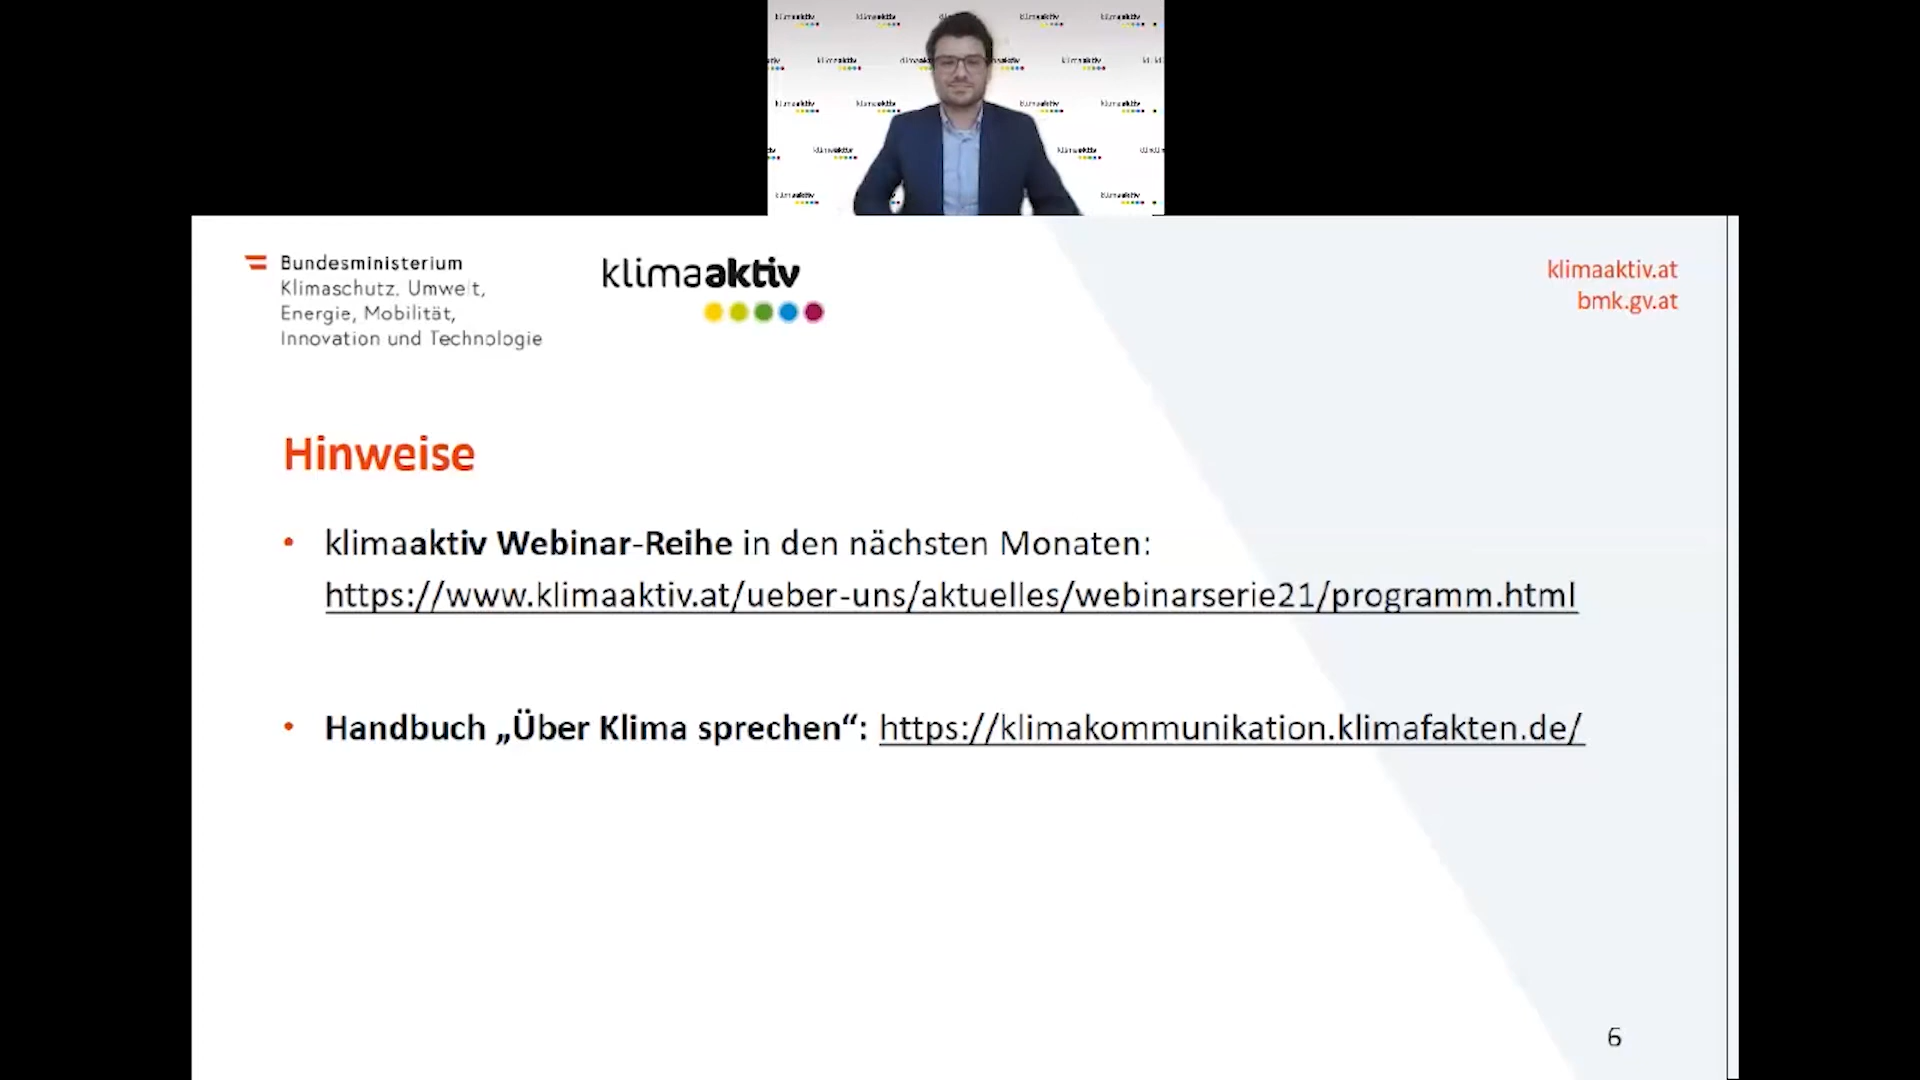 Bundesministerium
Klimaschutz, Umwelt,
Energie, Mobilität,
Innovation und Technologie
klimaaktiv
klimaaktiv.at
bmk.gv.at
Hinweise
• klimaaktiv Webinar-Reihe in den nächsten Monaten:
https://www.klimaaktiv.at/ueber-uns/aktuelles/webinarserie21/programm.html
• Handbuch „Über Klima sprechen“: https://klimakommunikation.klimafakten.de/
6